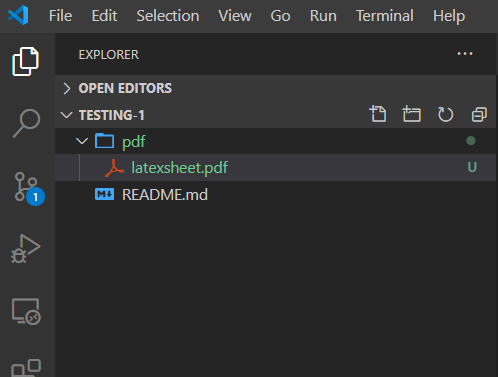 File Edit Selection View Go Run Terminal Help
EXPLORER
OPEN EDITORS
TESTING-1
pdf
latexsheet.pdf U
README.md
1